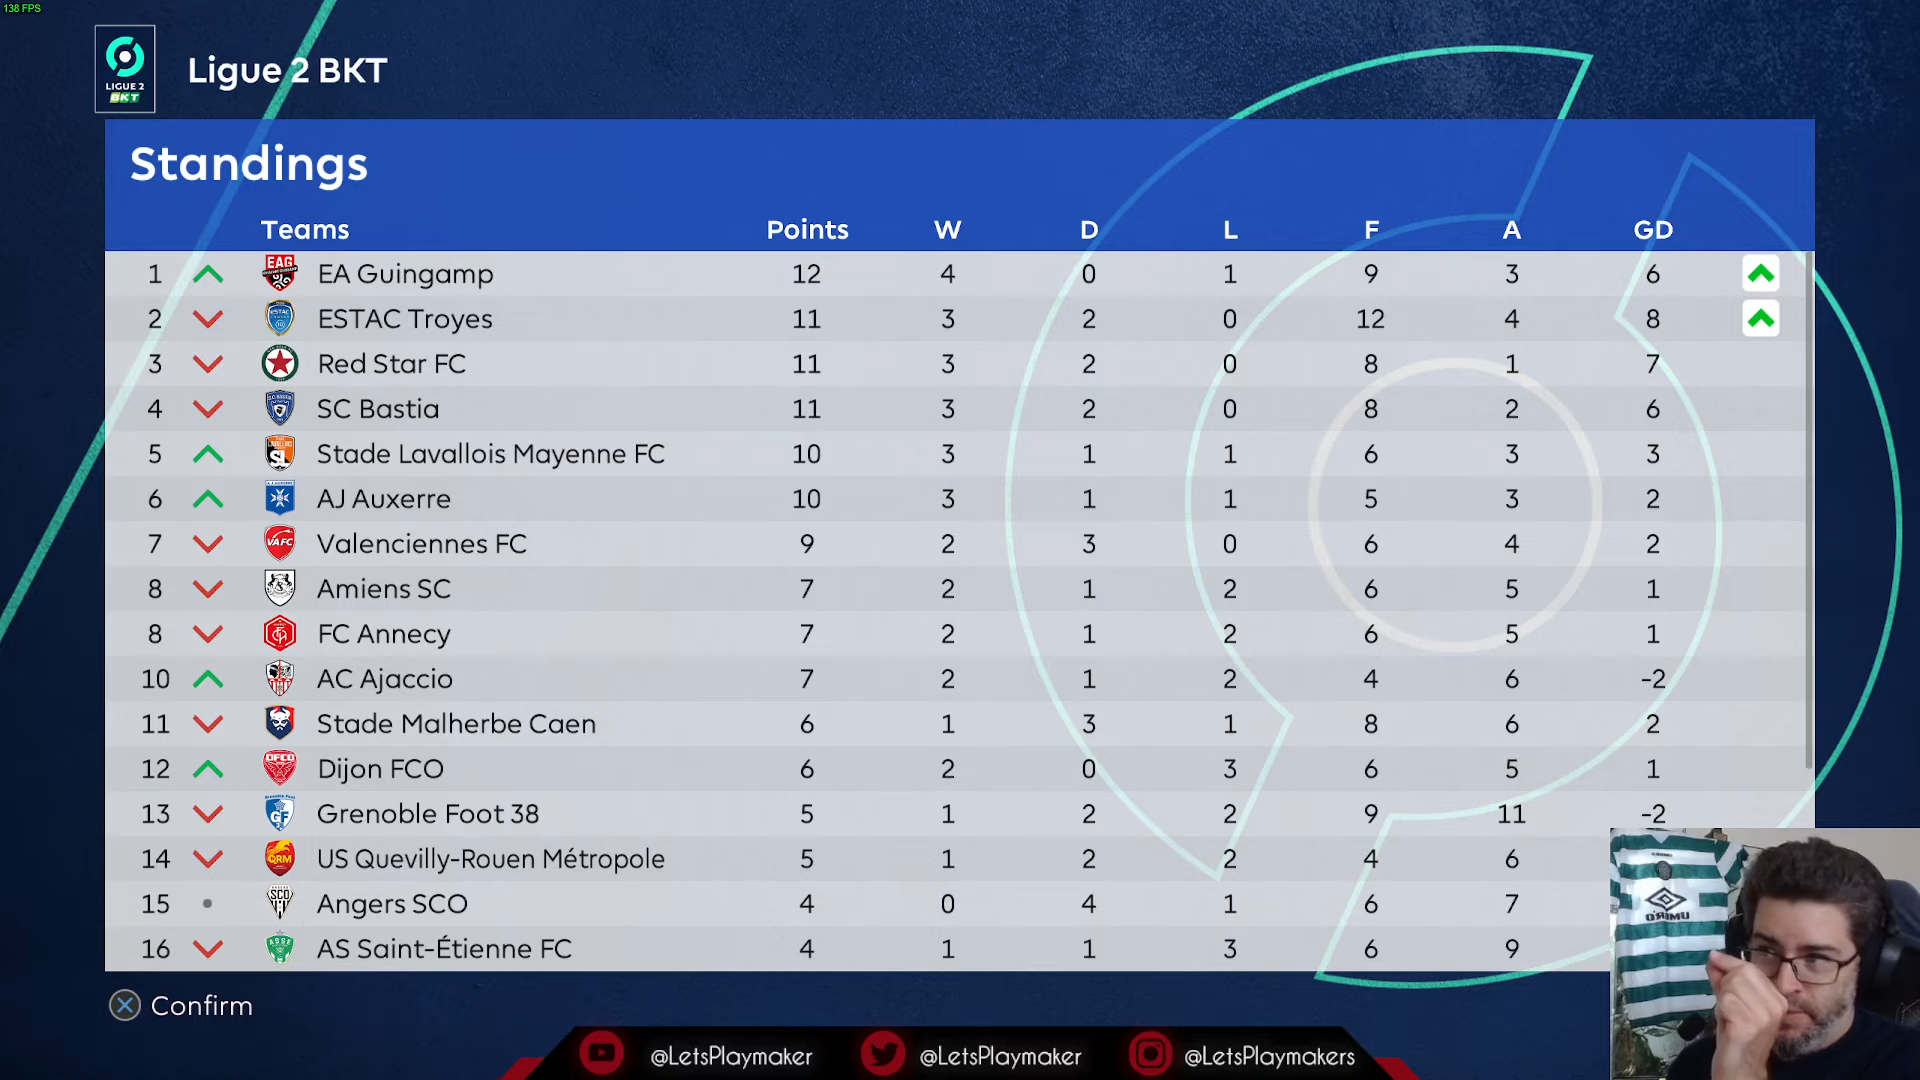 138 FPS
LIGUE 2
BKT
Ligue 2 BKT
Standings
Teams Points W D L F A GD
1 EA Guingamp 12 4 0 1 9 3 6
2 ESTAC Troyes 11 3 2 0 12 4 8
3 Red Star FC 11 3 2 0 8 1 7
4 SC Bastia 11 3 2 0 8 2 6
5 Stade Lavallois Mayenne FC 10 3 1 1 6 3 3
6 AJ Auxerre 10 3 1 1 5 3 2
7 Valenciennes FC 9 2 3 0 6 4 2
8 Amiens SC 7 2 1 2 6 5 1
8 FC Annecy 7 2 1 2 6 5 1
10 AC Ajaccio 7 2 1 2 4 6 -2
11 Stade Malherbe Caen 6 1 3 1 8 6 2
12 Dijon FCO 6 2 0 3 6 5 1
13 Grenoble Foot 38 5 1 2 2 9 11 -2
14 US Quevilly-Rouen Métropole 5 1 2 2 4 6
15 Angers SCO 4 0 4 1 6 7
16 AS Saint-Étienne FC 4 1 1 3 6 9
Confirm
@LetsPlaymaker @LetsPlaymaker @LetsPlaymakers